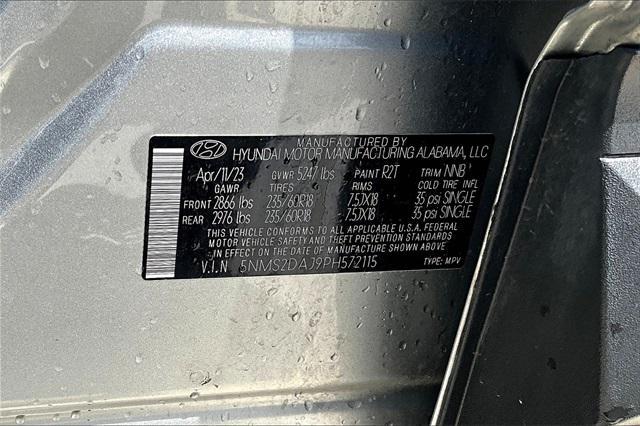 MANUFACTURED BY
HYUNDAI MOTOR MANUFACTURING ALABAMA, LLC
Apr/11/23 GVWR 5247 lbs PAINT R2T TRIM NNB
GAWR TIRES RIMS COLD TIRE INFL
FRONT 2866 lbs 235/60R18 7.5JX18 35 psi SINGLE
REAR 2976 lbs 235/60R18 7.5JX18 35 psi SINGLE
THIS VEHICLE CONFORMS TO ALL APPLICABLE U.S.A. FEDERAL
MOTOR VEHICLE SAFETY, BUMPER, AND THEFT PREVENTION STANDARDS
IN EFFECT ON THE DATE OF MANUFACTURE SHOWN ABOVE.
V.I.N 5NMS2DAJ9PH572115 TYPE: MPV